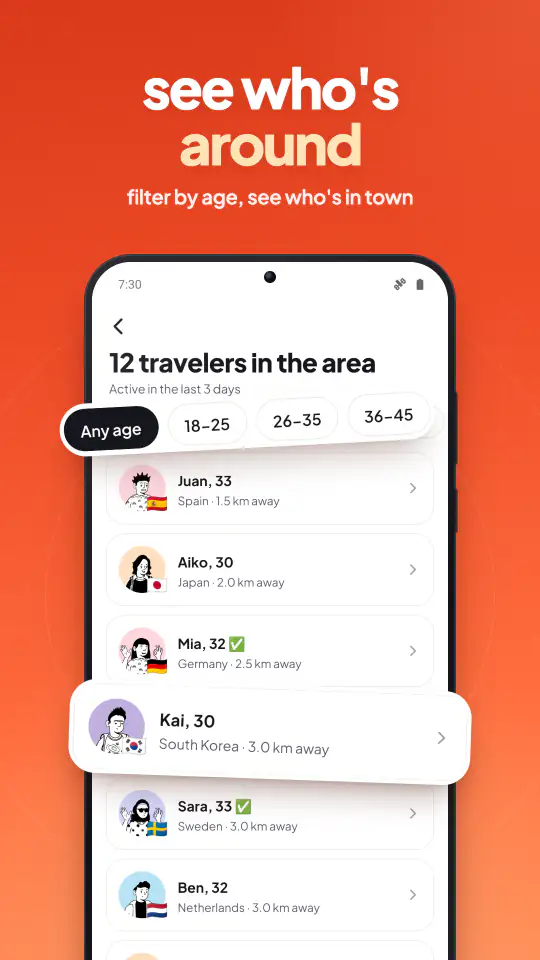 see who's
around
filter by age, see who's in town
7:30
12 travelers in the area
Active in the last 3 days
Any age
18–25
26–35
36–45
Juan, 33
Spain · 1.5 km away
Aiko, 30
Japan · 2.0 km away
Mia, 32 ✅
Germany · 2.5 km away
Kai, 30
South Korea · 3.0 km away
Sara, 33 ✅
Sweden · 3.0 km away
Ben, 32
Netherlands · 3.0 km away